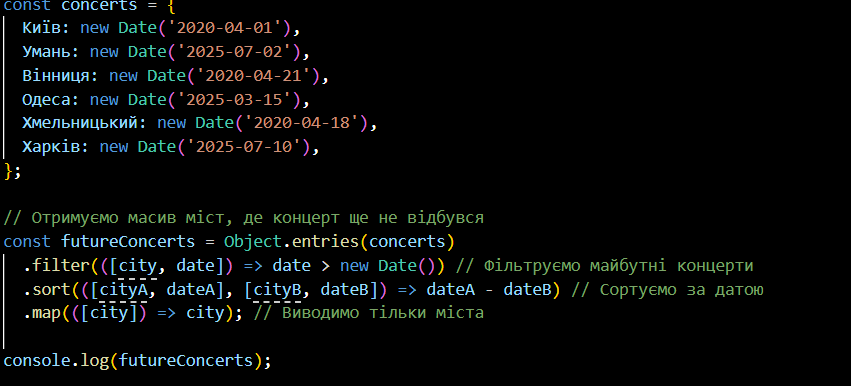 const concerts = {
Київ: new Date('2020-04-01'),
Умань: new Date('2025-07-02'),
Вінниця: new Date('2020-04-21'),
Одеса: new Date('2025-03-15'),
Хмельницький: new Date('2020-04-18'),
Харків: new Date('2025-07-10'),
};
// Отримуємо масив міст, де концерт ще не відбувся
const futureConcerts = Object.entries(concerts)
.filter(([city, date]) => date > new Date()) // Фільтруємо майбутні концерти
.sort(([cityA, dateA], [cityB, dateB]) => dateA - dateB) // Сортуємо за датою
.map(([city]) => city); // Виводимо тільки міста
console.log(futureConcerts);